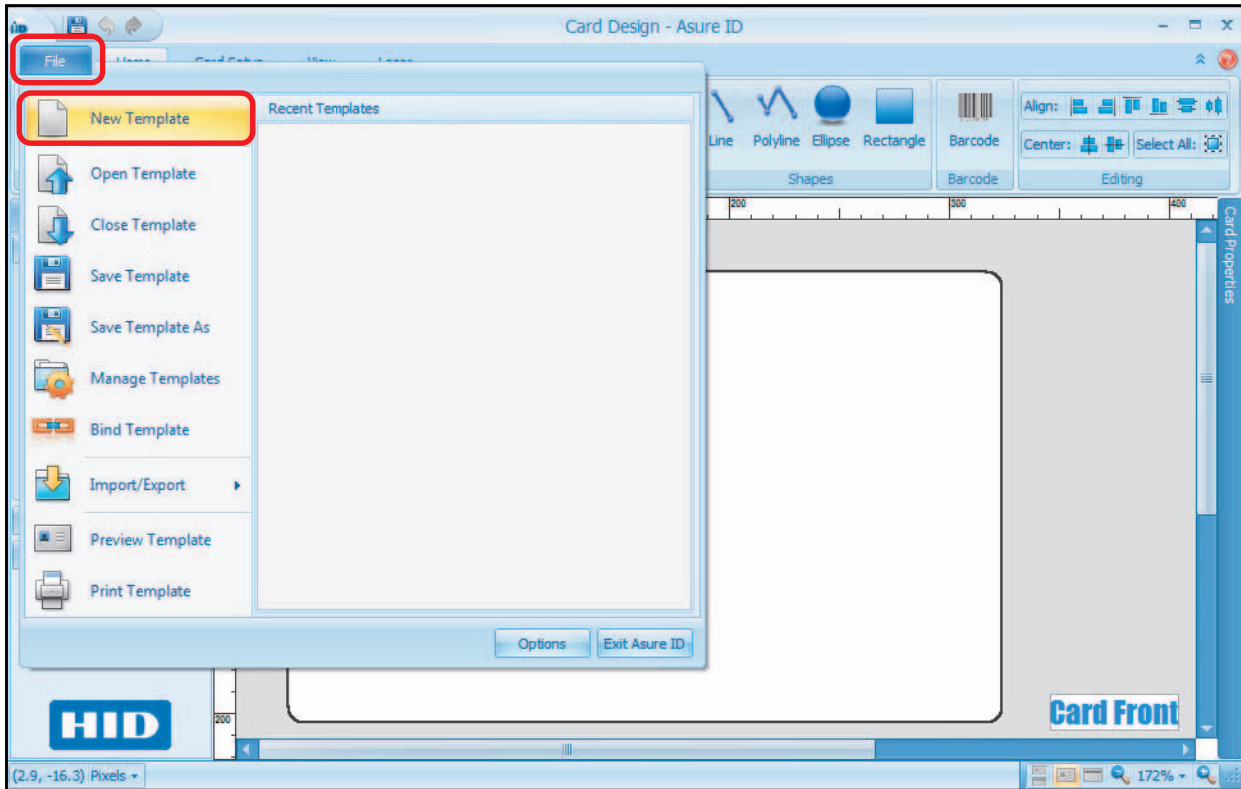 Card Design - Asure ID
File
New Template
Recent Templates
Open Template
Close Template
Save Template
Save Template As
Manage Templates
Bind Template
Import/Export
Preview Template
Print Template
Options
Exit Asure ID
Line
Polyline
Ellipse
Rectangle
Barcode
Align:
Center:
Select All:
Shapes
Barcode
Editing
200
300
400
Card Properties
200
HID
Card Front
(2.9, -16.3) Pixels
172%